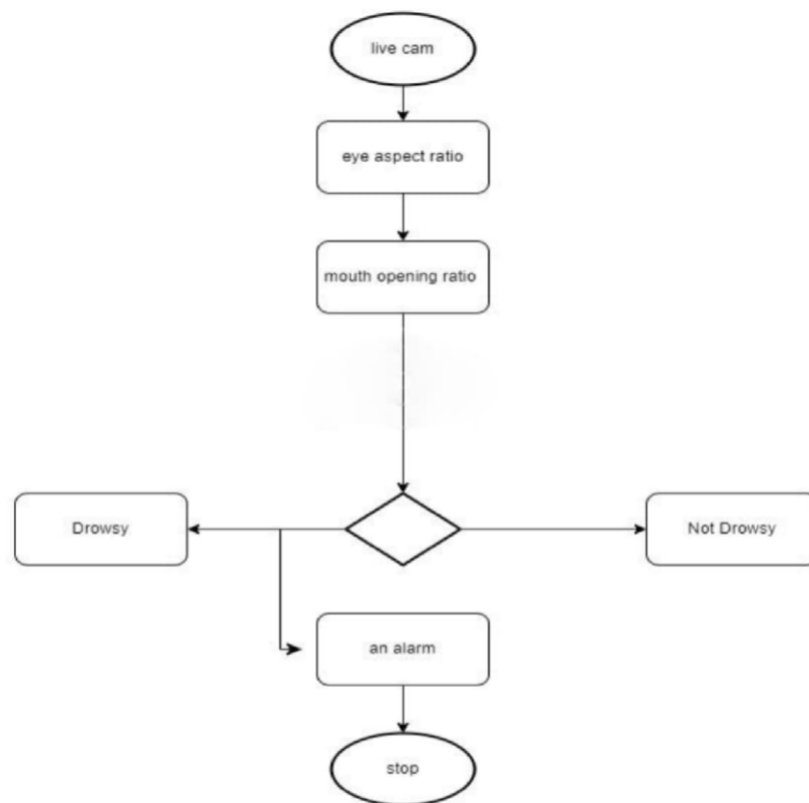 live cam
eye aspect ratio
mouth opening ratio
Drowsy
Not Drowsy
an alarm
stop